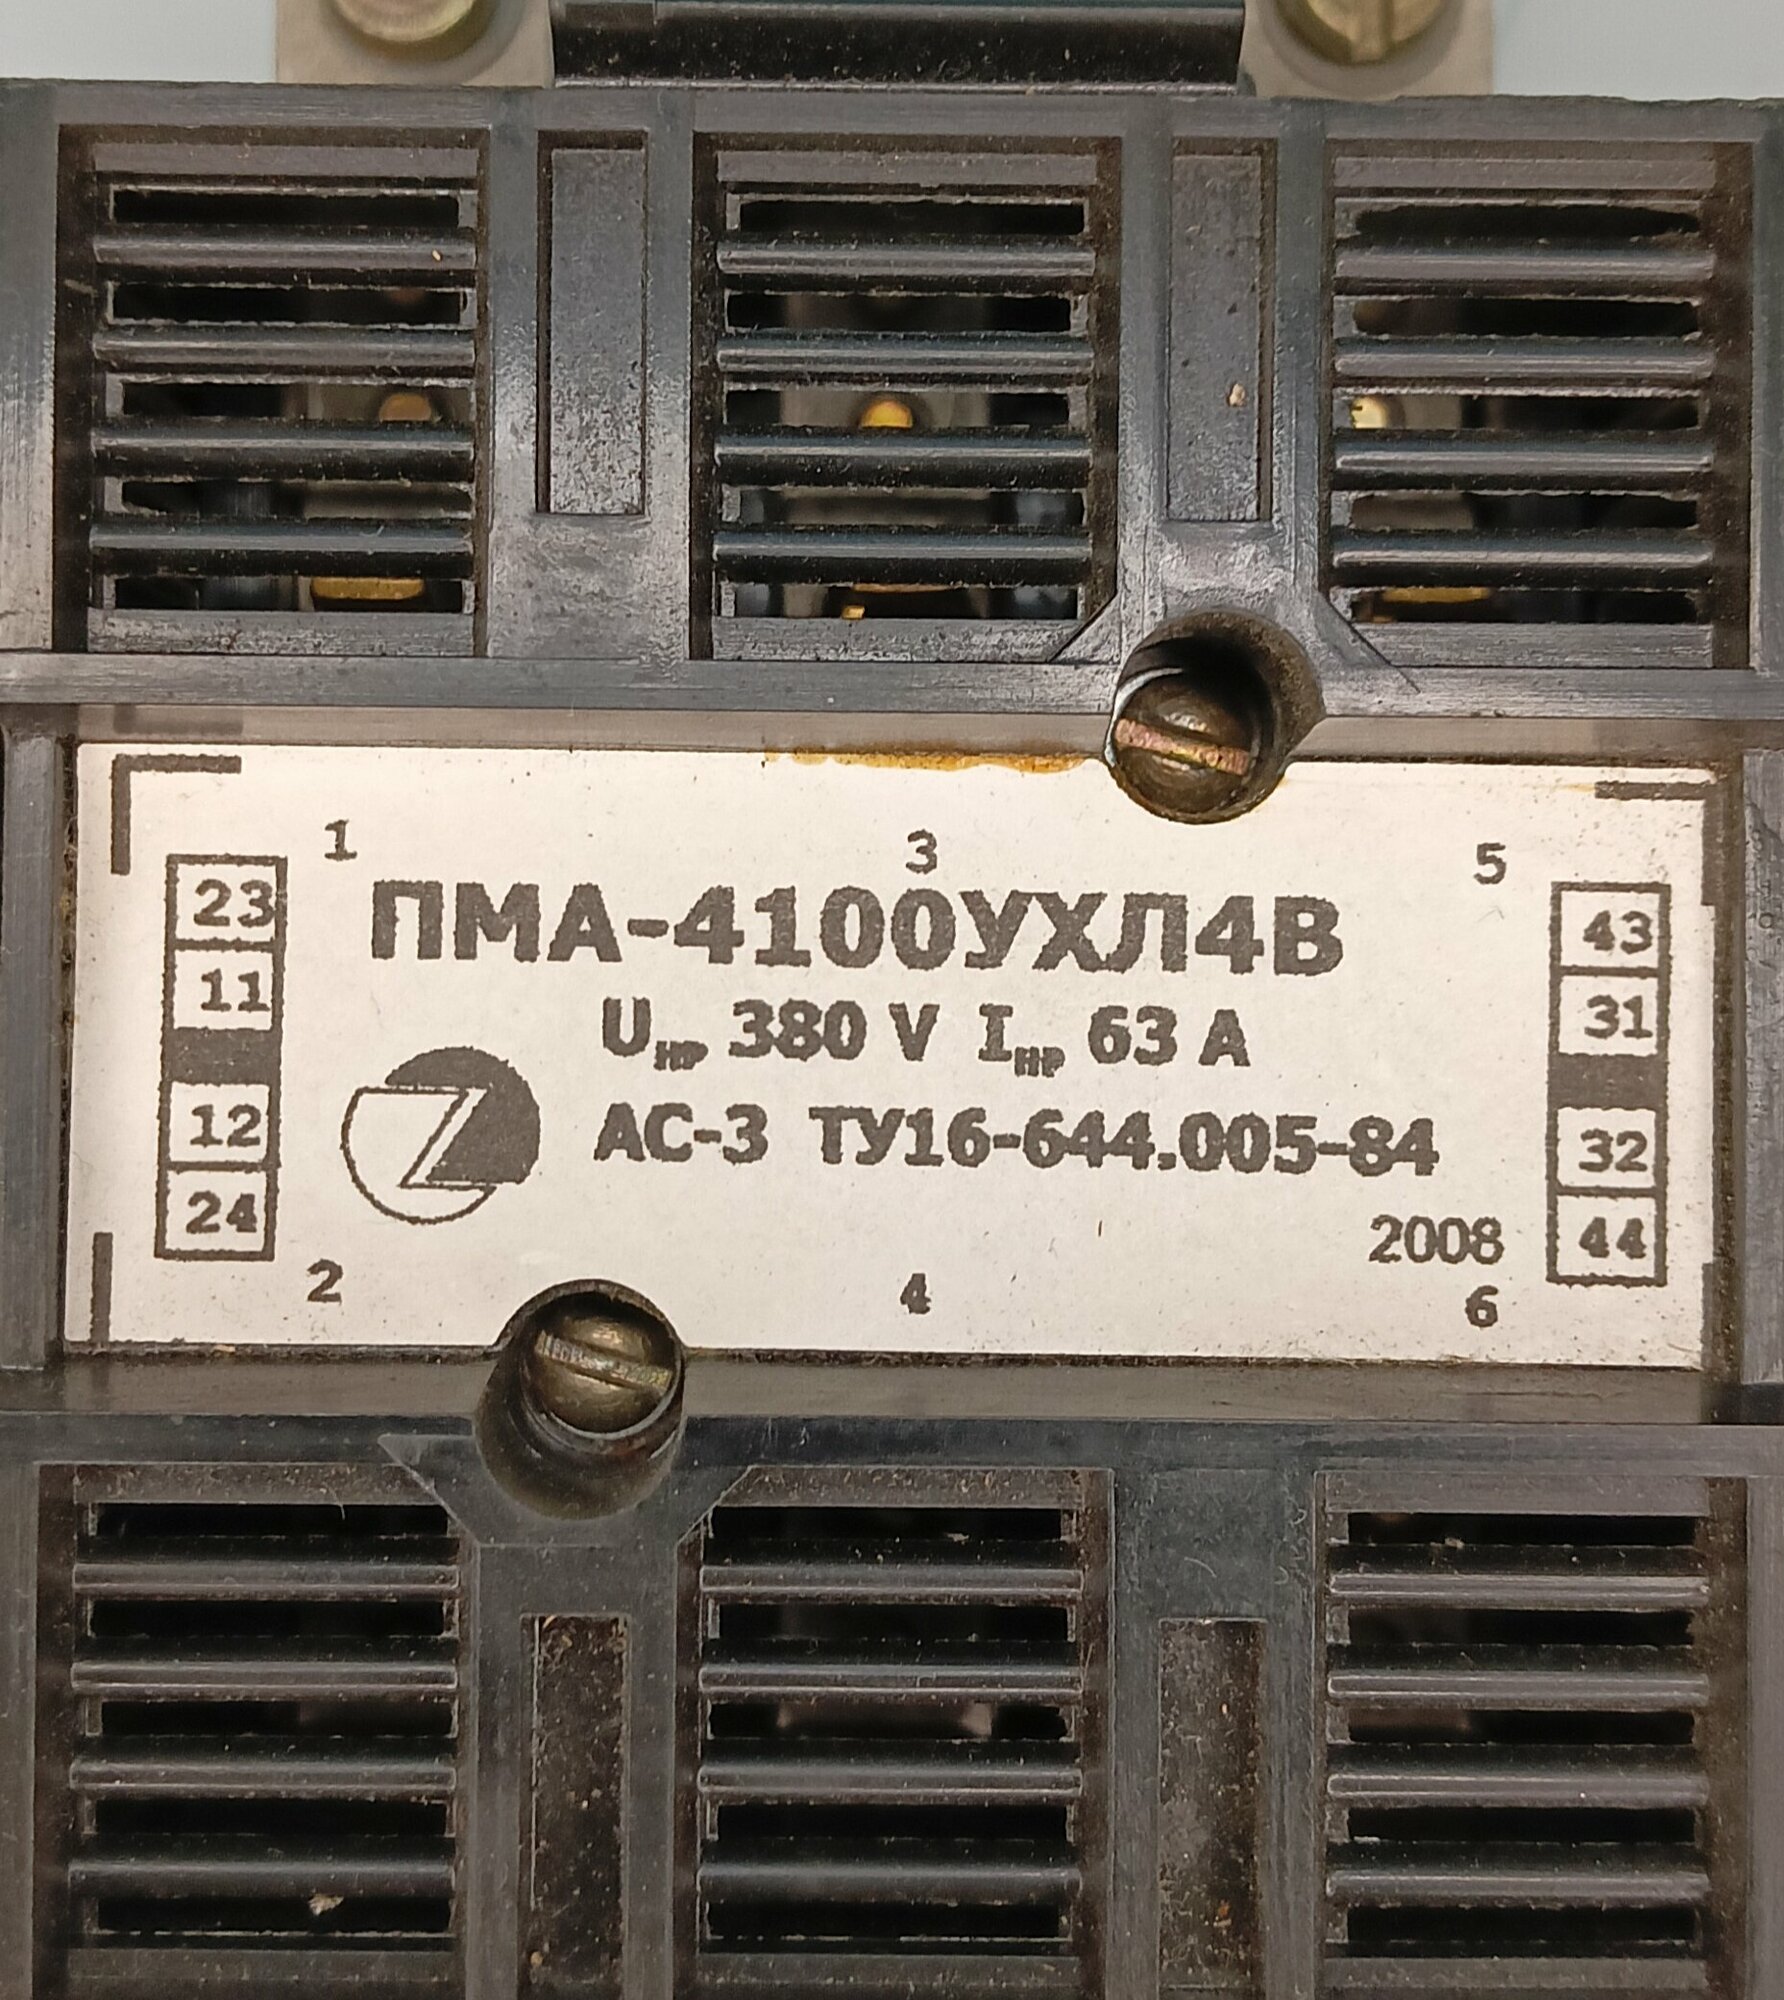 1 3 5
23 ПМА-4100УХЛ4В 43
11 Uнр 380 V Iнр 63 А 31
12 АС-3 ТУ16-644.005-84 32
24 2008 44
2 4 6